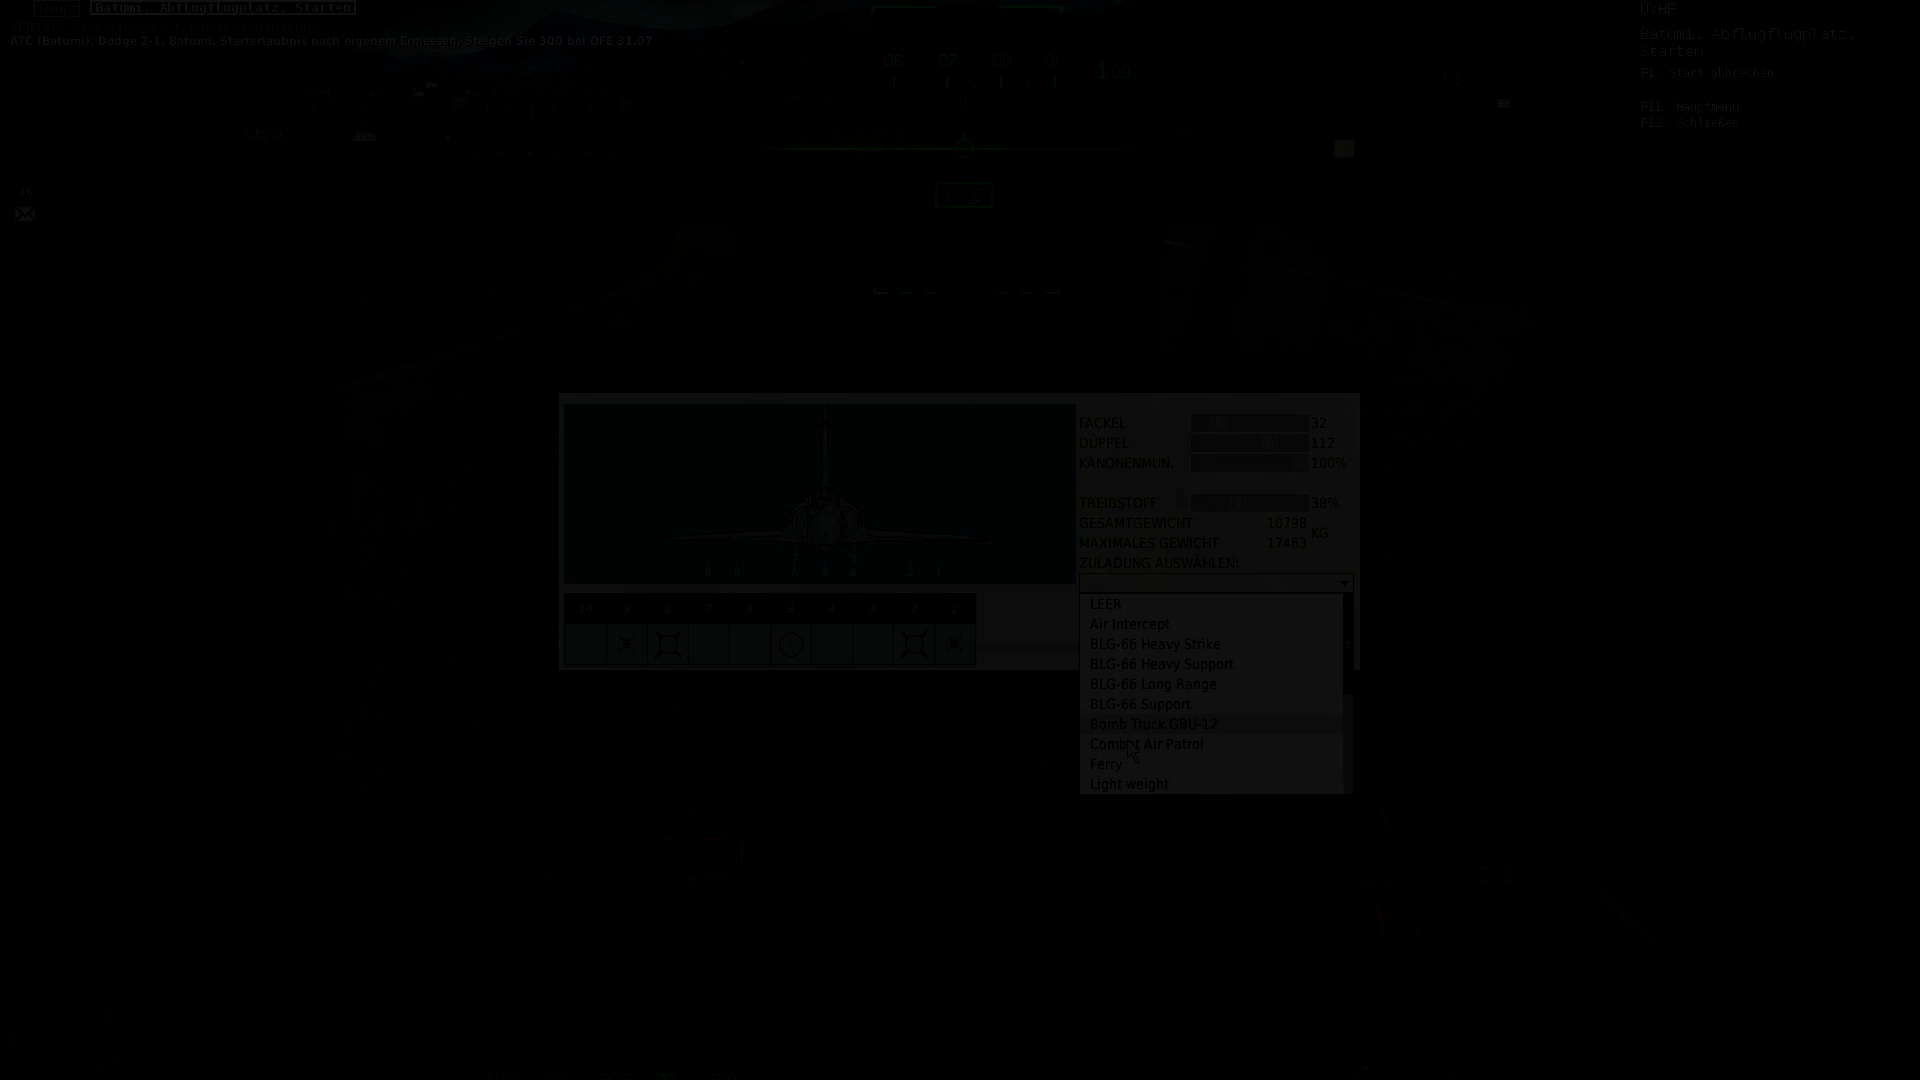 Batumi. Abflugflugplatz. Starten
ATC (Batumi): Dodge 2-1, Batumi, Starterlaubnis nach eigenem Ermessen, Steigen Sie 300 bei QFE 31.07
UVHF
Batumi. Abflugflugplatz.
Starten
F1. Start abbrechen
F11. Hauptmenü
F12. Schließen
06 07 08
100
16
FACKEL 32
DÜPPEL 112
KANONENMUN. 100%
TREIBSTOFF 38%
GESAMTGEWICHT 10798
KG
MAXIMALES GEWICHT 17463
ZULADUNG AUSWÄHLEN:
10 9 8 7 6 5 4 3 2 1
LEER
Air Intercept
BLG-66 Heavy Strike
BLG-66 Heavy Support
BLG-66 Long Range
BLG-66 Support
Bomb Truck GBU-12
Combat Air Patrol
Ferry
Light weight